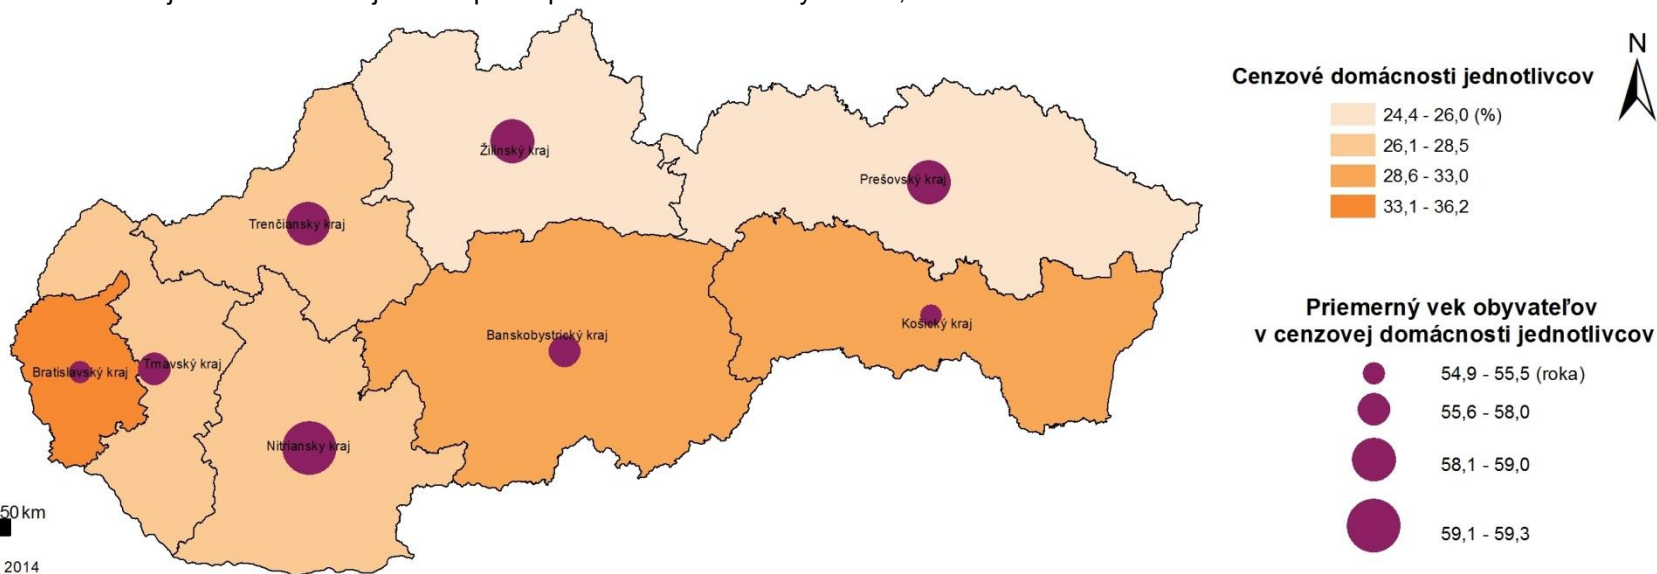 Žilinský kraj
Prešovský kraj
Trenčiansky kraj
Košický kraj
Banskobystrický kraj
Trnavský kraj
Bratislavský kraj
Nitriansky kraj
50 km
2014
N
Cenzové domácnosti jednotlivcov
24,4 - 26,0 (%)
26,1 - 28,5
28,6 - 33,0
33,1 - 36,2
Priemerný vek obyvateľov
v cenzovej domácnosti jednotlivcov
54,9 - 55,5 (roka)
55,6 - 58,0
58,1 - 59,0
59,1 - 59,3